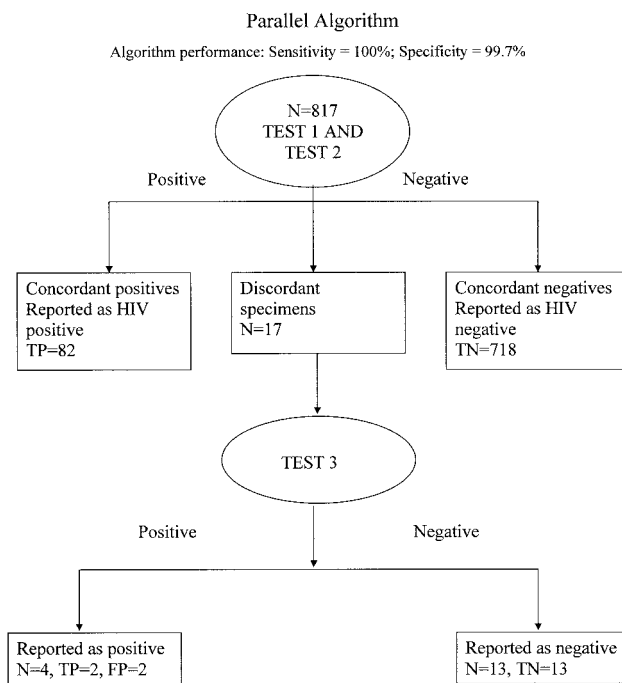 Parallel Algorithm
Algorithm performance: Sensitivity = 100%; Specificity = 99.7%
N=817
TEST 1 AND
TEST 2
Positive
Negative
Concordant positives
Reported as HIV
positive
TP=82
Discordant
specimens
N=17
Concordant negatives
Reported as HIV
negative
TN=718
TEST 3
Positive
Negative
Reported as positive
N=4, TP=2, FP=2
Reported as negative
N=13, TN=13